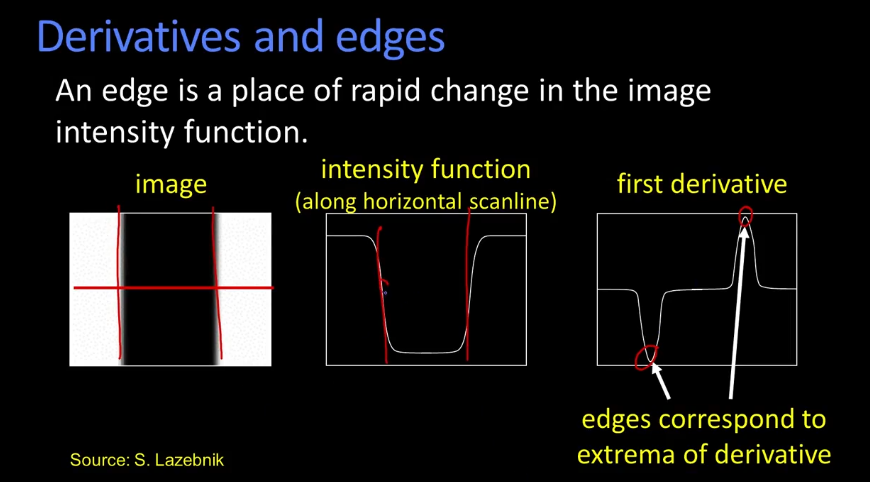 Derivatives and edges
An edge is a place of rapid change in the image
intensity function.
image
intensity function
(along horizontal scanline)
first derivative
edges correspond to
extrema of derivative
Source: S. Lazebnik